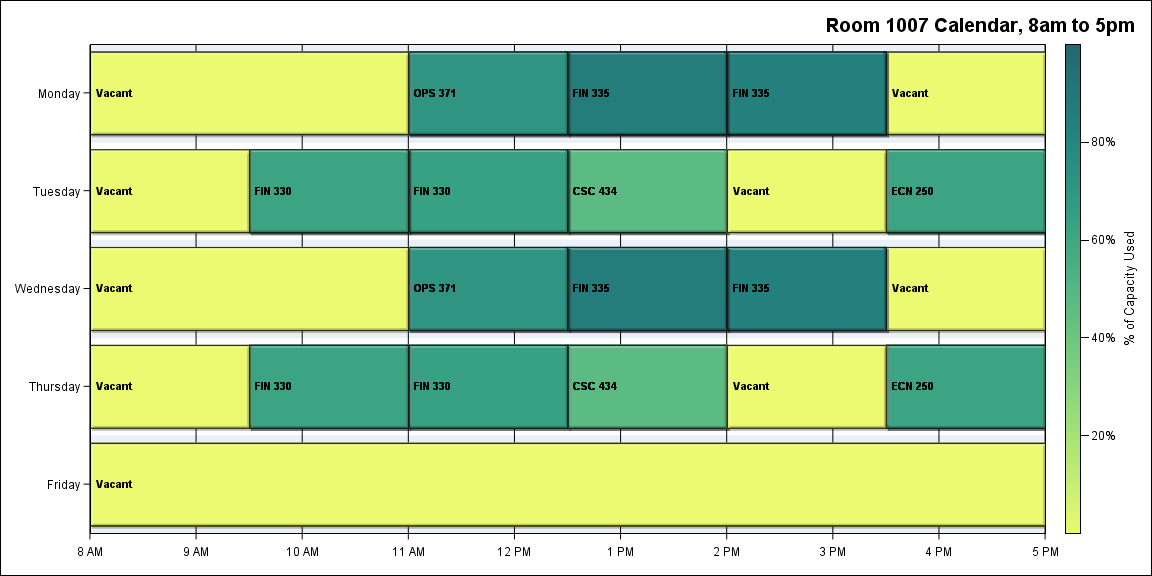 Room 1007 Calendar, 8am to 5pm
Monday
Vacant
OPS 371
FIN 335
FIN 335
Vacant
Tuesday
Vacant
FIN 330
FIN 330
CSC 434
Vacant
ECN 250
Wednesday
Vacant
OPS 371
FIN 335
FIN 335
Vacant
Thursday
Vacant
FIN 330
FIN 330
CSC 434
Vacant
ECN 250
Friday
Vacant
8 AM
9 AM
10 AM
11 AM
12 PM
1 PM
2 PM
3 PM
4 PM
5 PM
80%
60%
40%
20%
% of Capacity Used